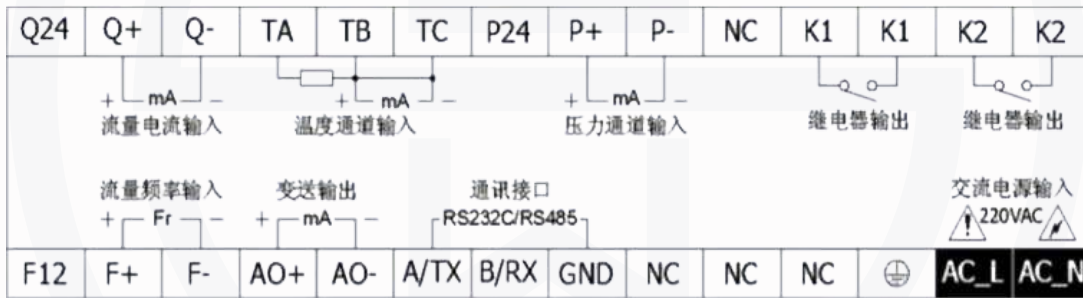 Q24 Q+ Q- TA TB TC P24 P+ P- NC K1 K1 K2 K2
+ mA - + mA - + mA -
流量电流输入 温度通道输入 压力通道输入 继电器输出 继电器输出
流量频率输入 变送输出 通讯接口 交流电源输入
+ Fr - + mA - RS232C/RS485 220VAC
F12 F+ F- AO+ AO- A/TX B/RX GND NC NC NC AC_L AC_N